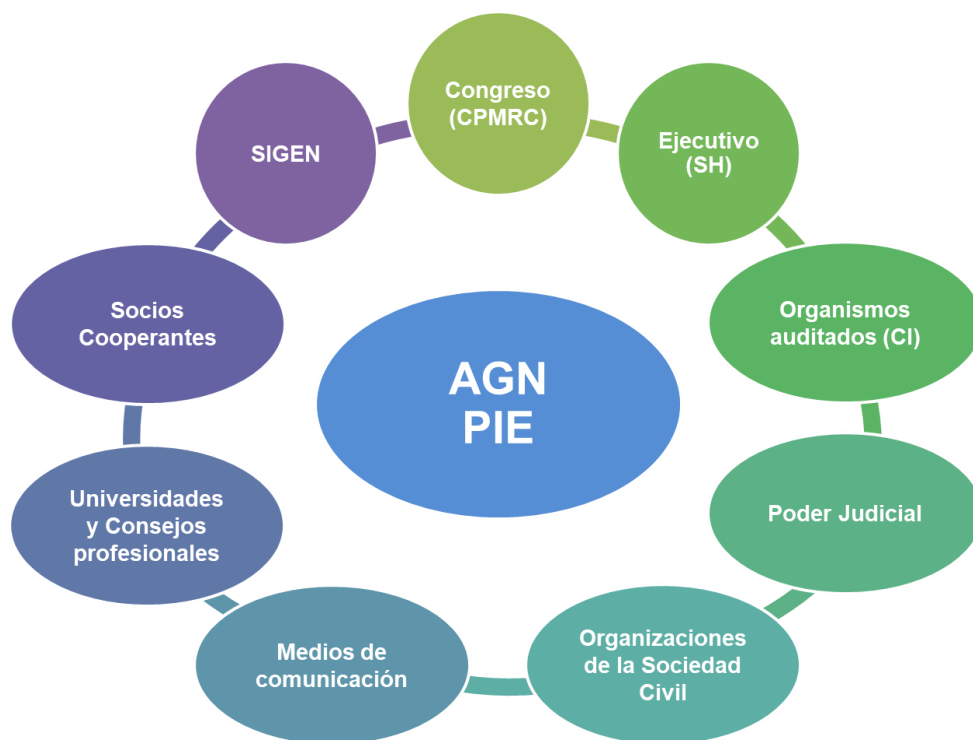 Congreso
(CPMRC)
Ejecutivo
(SH)
Organismos
auditados (CI)
Poder Judicial
Organizaciones
de la Sociedad
Civil
Medios de
comunicación
Universidades
y Consejos
profesionales
Socios
Cooperantes
SIGEN
AGN
PIE